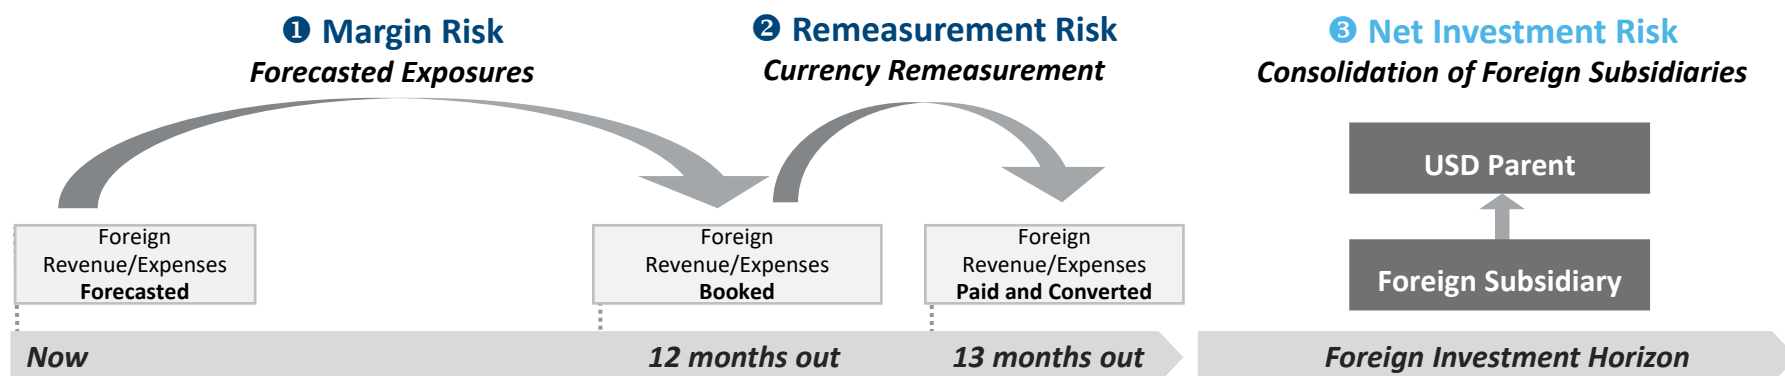 ❶ Margin Risk
Forecasted Exposures
❷ Remeasurement Risk
Currency Remeasurement
❸ Net Investment Risk
Consolidation of Foreign Subsidiaries
Foreign
Revenue/Expenses
Forecasted
Foreign
Revenue/Expenses
Booked
Foreign
Revenue/Expenses
Paid and Converted
USD Parent
Foreign Subsidiary
Now
12 months out
13 months out
Foreign Investment Horizon